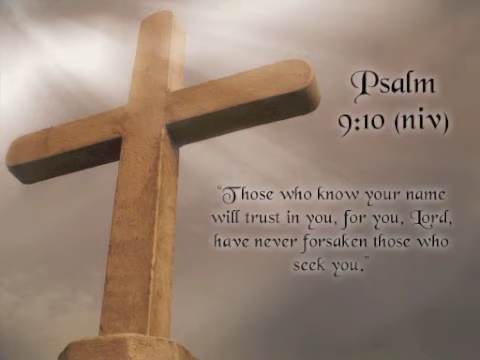 Psalm
9:10 (niv)
“Those who know your name
will trust in you, for you, Lord,
have never forsaken those who
seek you.”